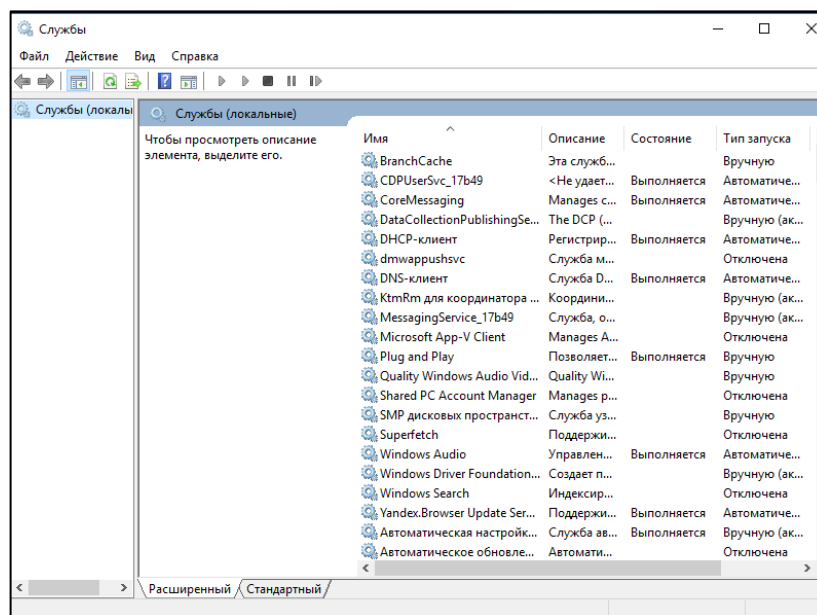 Службы
Файл Действие Вид Справка
Службы (локалы
Службы (локальные)
Чтобы просмотреть описание
элемента, выделите его.
Имя Описание Состояние Тип запуска
BranchCache Эта служб... Вручную
CDPUserSvc_17b49 <Не удает... Выполняется Автоматиче...
CoreMessaging Manages c... Выполняется Автоматиче...
DataCollectionPublishingSe... The DCP (... Вручную (ак...
DHCP-клиент Регистрир... Выполняется Автоматиче...
dmwappushsvc Служба м... Отключена
DNS-клиент Служба D... Выполняется Автоматиче...
KtmRm для координатора ... Координи... Вручную (ак...
MessagingService_17b49 Служба, о... Вручную (ак...
Microsoft App-V Client Manages A... Отключена
Plug and Play Позволяет... Выполняется Вручную
Quality Windows Audio Vid... Quality Wi... Вручную
Shared PC Account Manager Manages p... Отключена
SMP дисковых пространст... Служба уз... Вручную
Superfetch Поддержи... Отключена
Windows Audio Управлен... Выполняется Автоматиче...
Windows Driver Foundation... Создает п... Вручную (ак...
Windows Search Индексир... Отключена
Yandex.Browser Update Ser... Поддержи... Выполняется Автоматиче...
Автоматическая настройк... Служба ав... Выполняется Вручную (ак...
Автоматическое обновле... Автомати... Отключена
Расширенный Стандартный